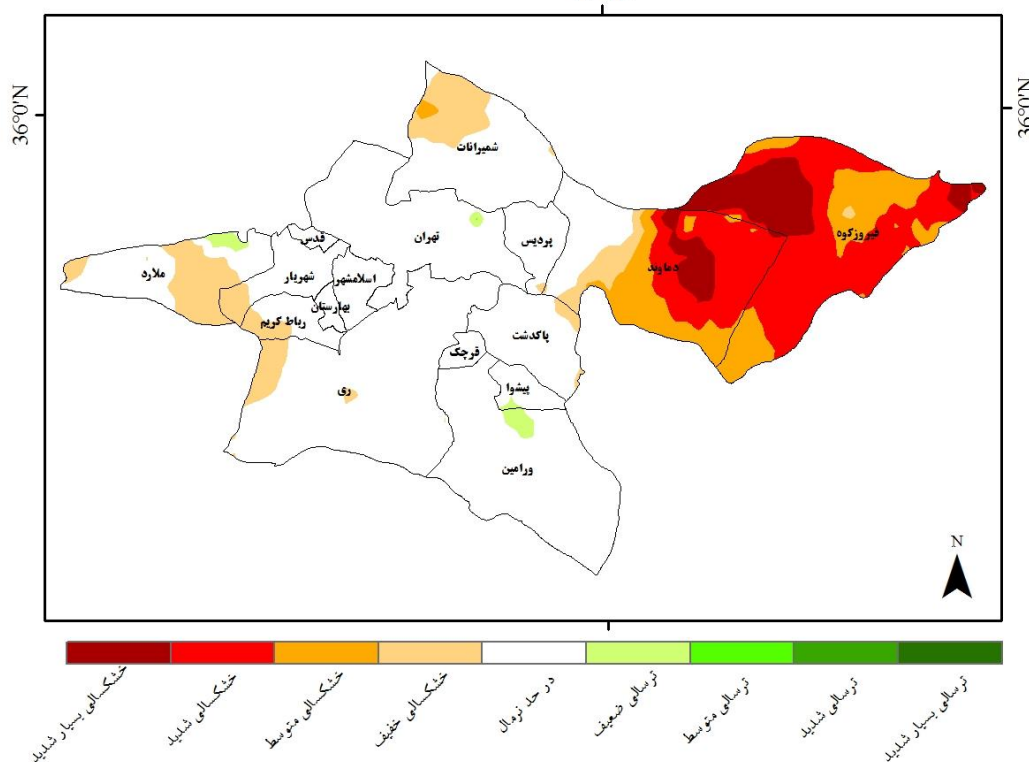 36°0'N
36°0'N
شمیرانات
فیروزکوه
تهران
پردیس
دماوند
قدس
ملارد
شهریار
اسلامشهر
بهارستان
رباط کریم
پاکدشت
قرچک
پیشوا
ری
ورامین
N
خشکسالی بسیار شدید
خشکسالی شدید
خشکسالی متوسط
خشکسالی خفیف
در حد نرمال
ترسالی ضعیف
ترسالی متوسط
ترسالی شدید
ترسالی بسیار شدید